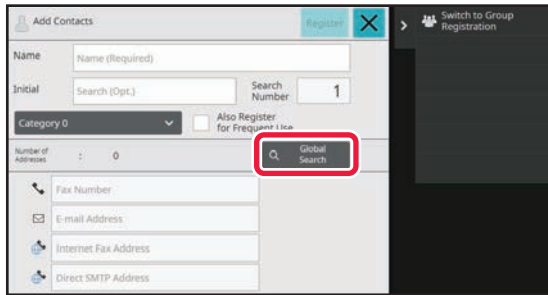 Add Contacts
Register
Switch to Group
Registration
Name
Name (Required)
Initial
Search (Opt.)
Search
Number
1
Category 0
Also Register
for Frequent Use
Number of
Addresses
:
0
Global
Search
Fax Number
E-mail Address
Internet Fax Address
Direct SMTP Address